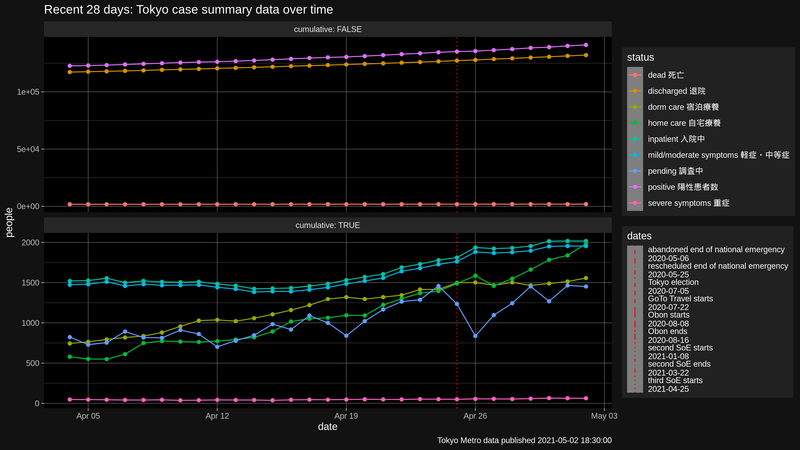 Recent 28 days: Tokyo case summary data over time
cumulative: FALSE
1e+05
5e+04
0e+00
people
cumulative: TRUE
2000
1500
1000
500
0
Apr 05
Apr 12
Apr 19
Apr 26
May 03
date
Tokyo Metro data published 2021-05-02 18:30:00
status
dead 死亡
discharged 退院
dorm care 宿泊療養
home care 自宅療養
inpatient 入院中
mild/moderate symptoms 軽症・中等症
pending 調査中
positive 陽性患者数
severe symptoms 重症
dates
abandoned end of national emergency
2020-05-06
rescheduled end of national emergency
2020-05-25
Tokyo election
2020-07-05
GoTo Travel starts
2020-07-22
Obon starts
2020-08-08
Obon ends
2020-08-16
second SoE starts
2021-01-08
second SoE ends
2021-03-22
third SoE starts
2021-04-25